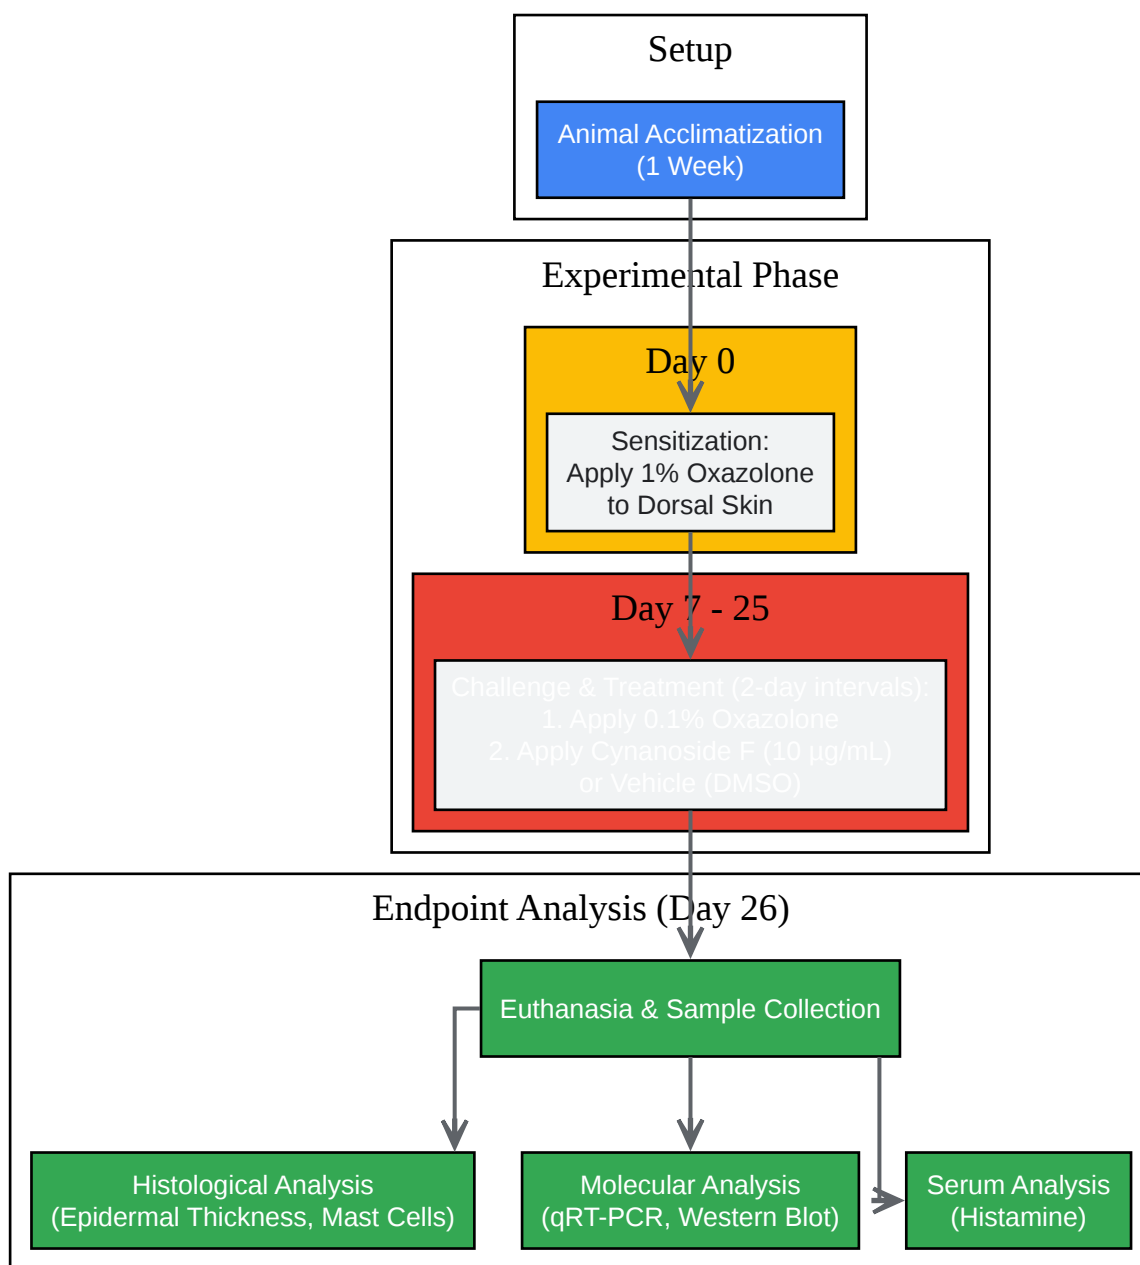 Setup
Animal Acclimatization
(1 Week)
Experimental Phase
Day 0
Sensitization:
Apply 1% Oxazolone
to Dorsal Skin
Day 7 - 25
Challenge & Treatment (2-day intervals):
1. Apply 0.1% Oxazolone
2. Apply Cynanoside F (10 µg/mL)
or Vehicle (DMSO)
Endpoint Analysis (Day 26)
Euthanasia & Sample Collection
Histological Analysis
(Epidermal Thickness, Mast Cells)
Molecular Analysis
(qRT-PCR, Western Blot)
Serum Analysis
(Histamine)